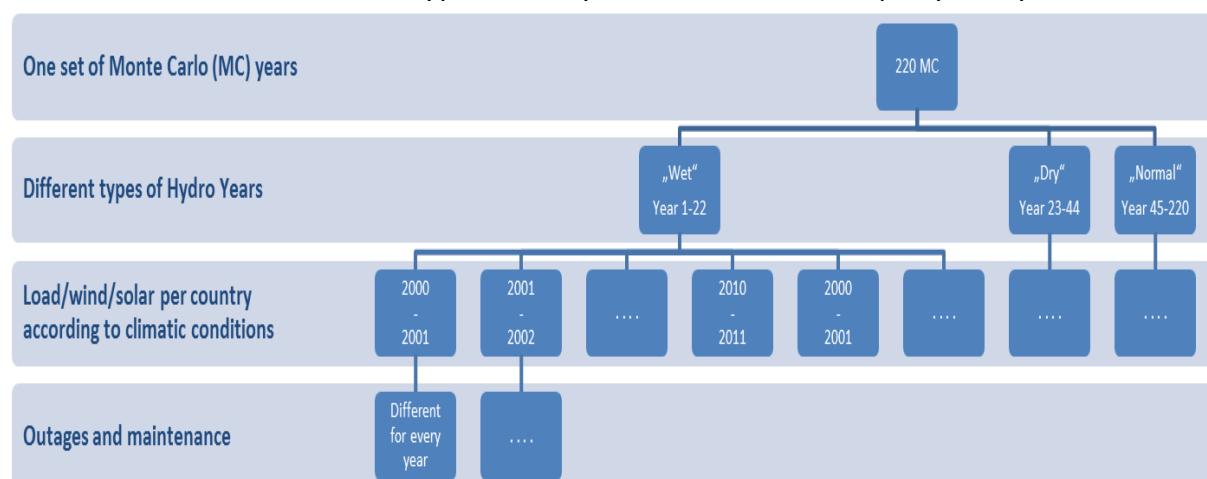 One set of Monte Carlo (MC) years
220 MC
Different types of Hydro Years
„Wet“
Year 1-22
„Dry“
Year 23-44
„Normal“
Year 45-220
Load/wind/solar per country
according to climatic conditions
2000
-
2001
2001
-
2002
. . . .
2010
-
2011
2000
-
2001
. . . .
. . . .
. . . .
Outages and maintenance
Different
for every
year
. . . .